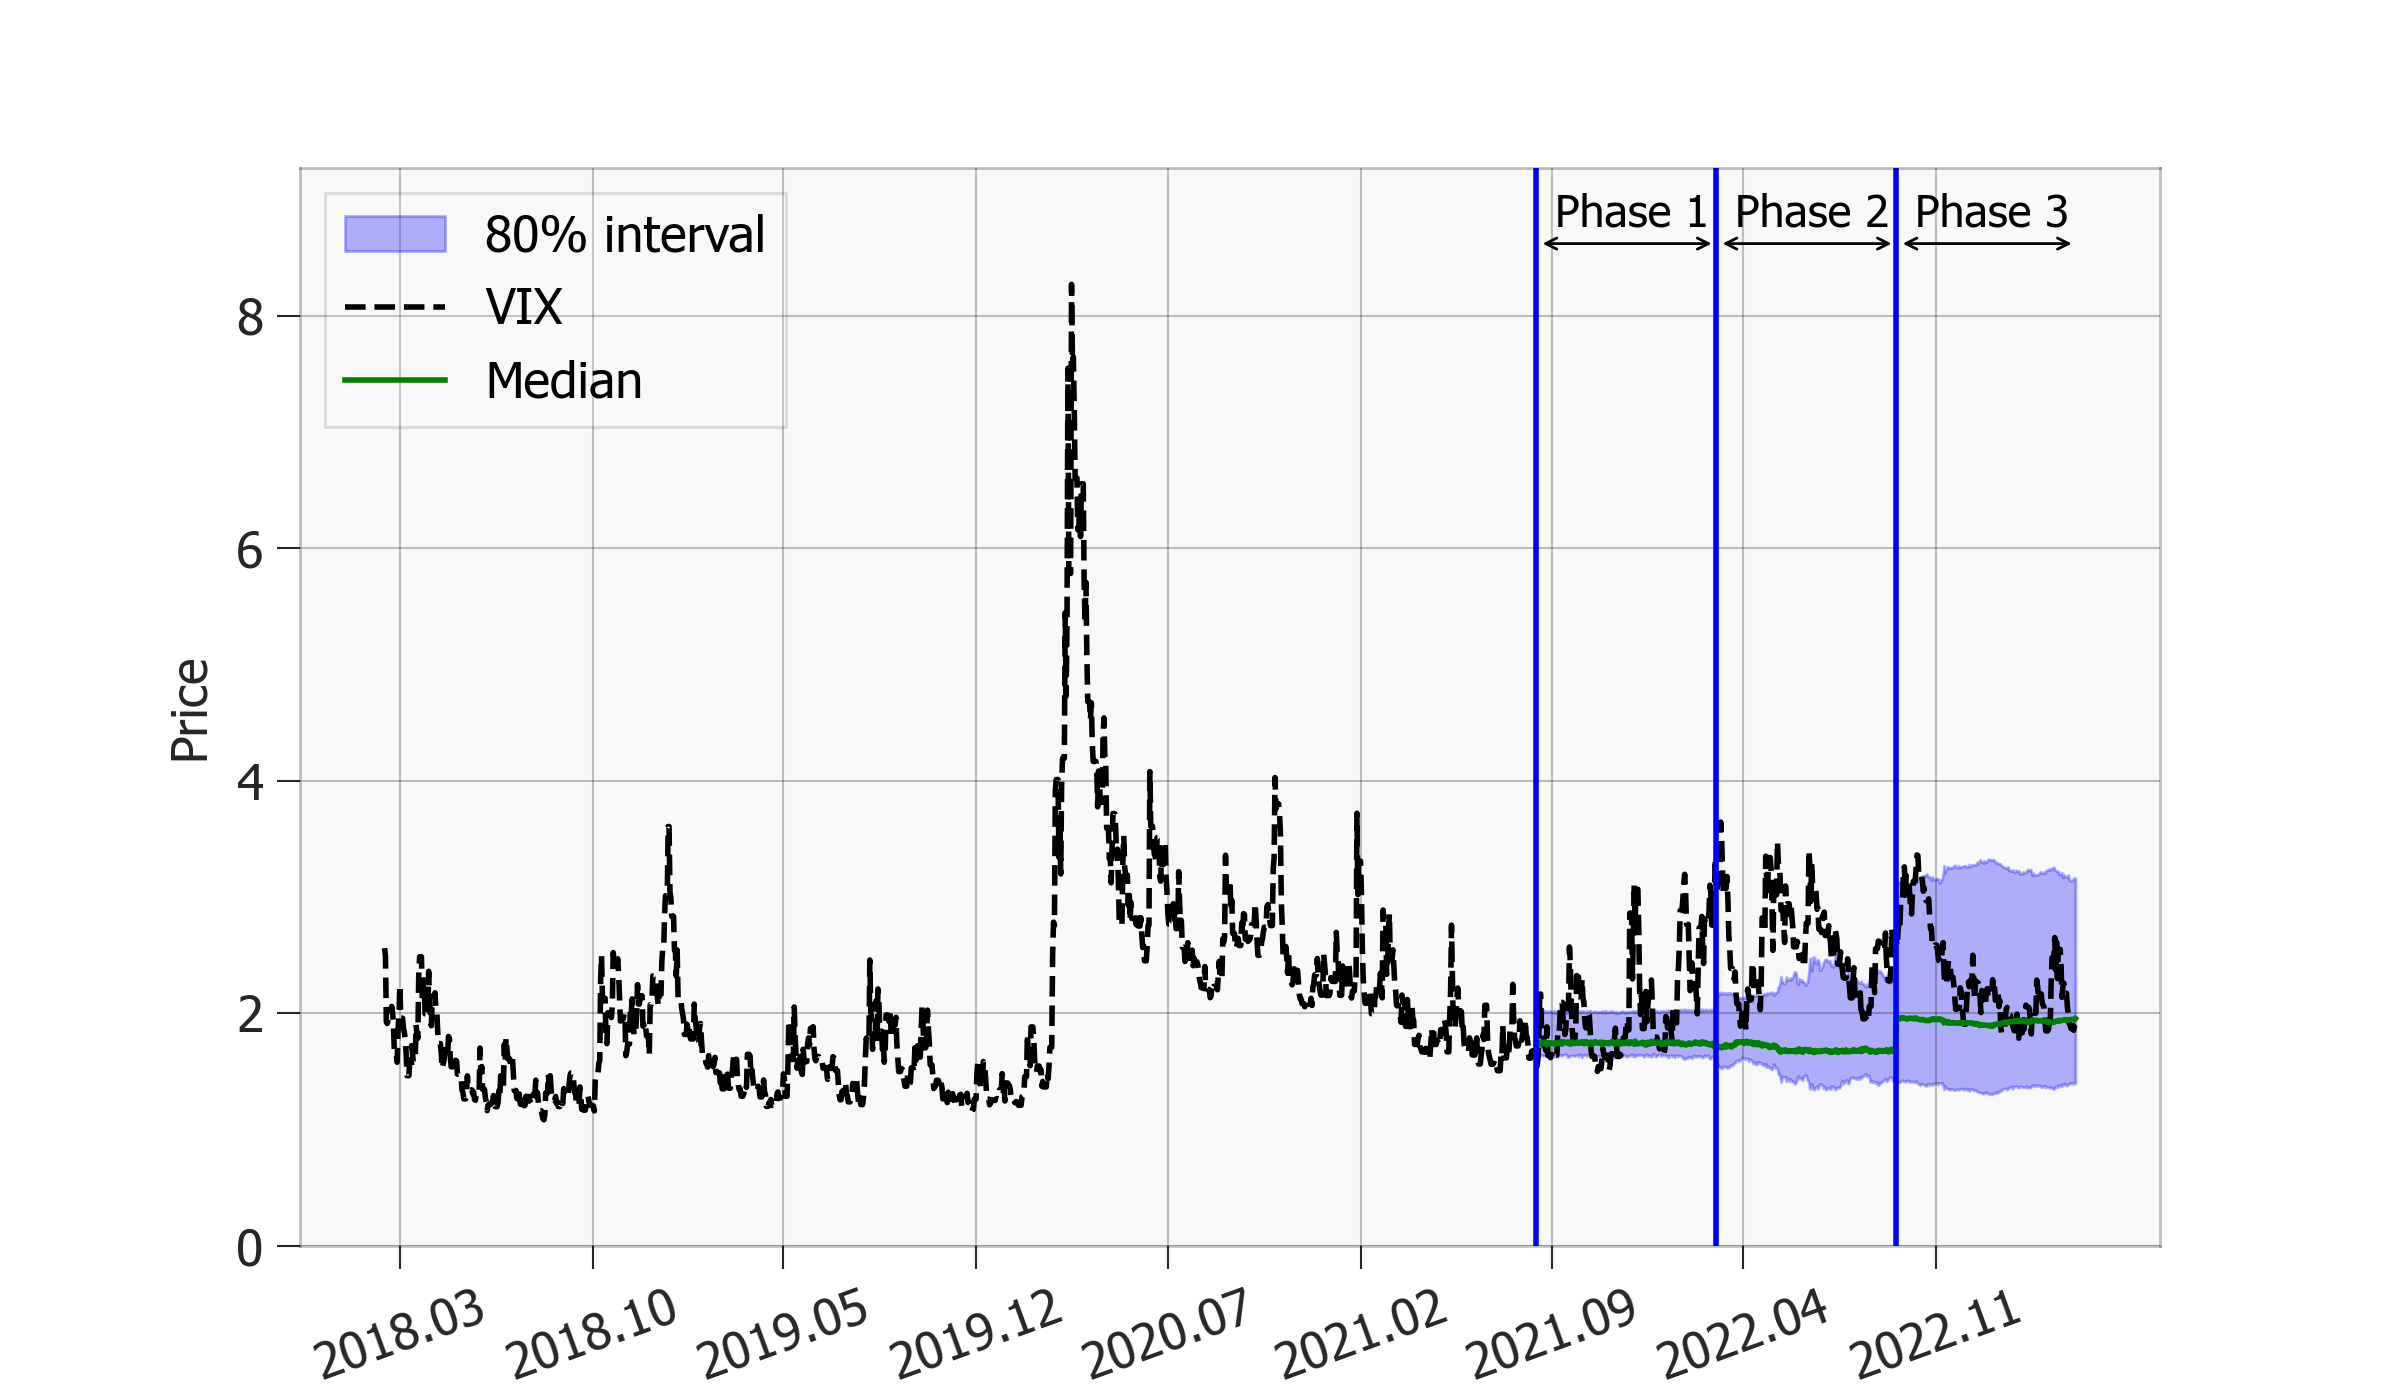 80% interval
VIX
Median
Phase 1
Phase 2
Phase 3
Price
8
6
4
2
0
2018.03
2018.10
2019.05
2019.12
2020.07
2021.02
2021.09
2022.04
2022.11